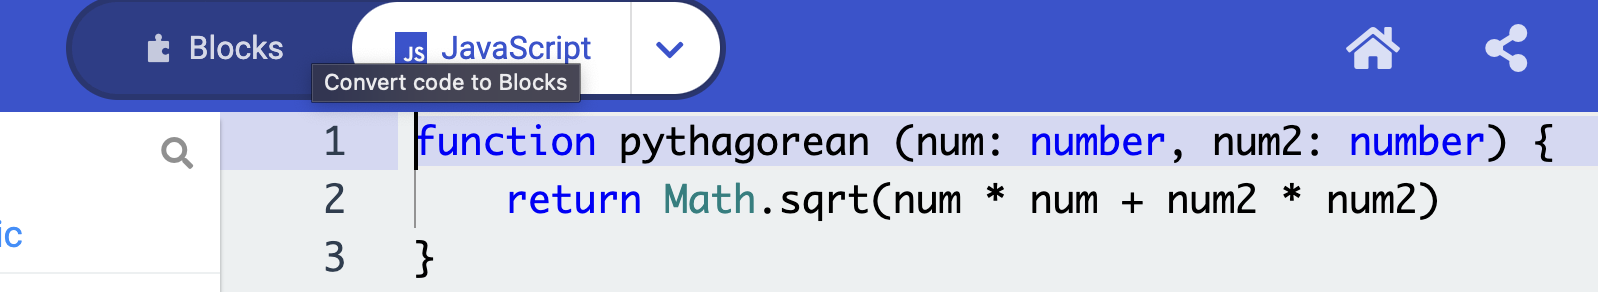 Blocks
JS JavaScript
Convert code to Blocks
1 function pythagorean (num: number, num2: number) {
2     return Math.sqrt(num * num + num2 * num2)
3 }
ic